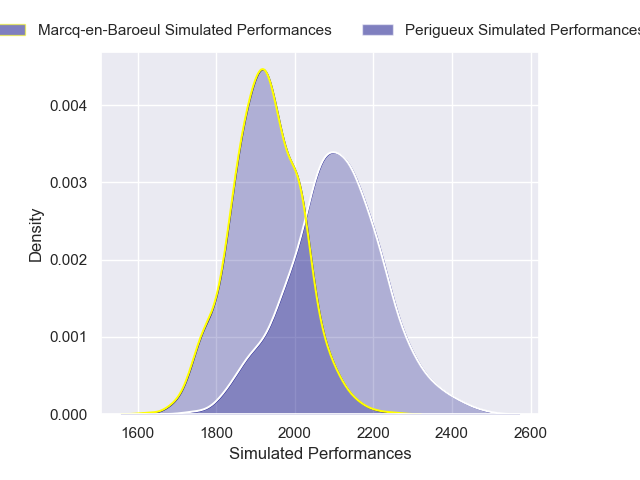 Marcq-en-Baroeul Simulated Performances Perigueux Simulated Performances
0.004
0.003
0.002
0.001
0.000
Density
1600 1800 2000 2200 2400 2600
Simulated Performances